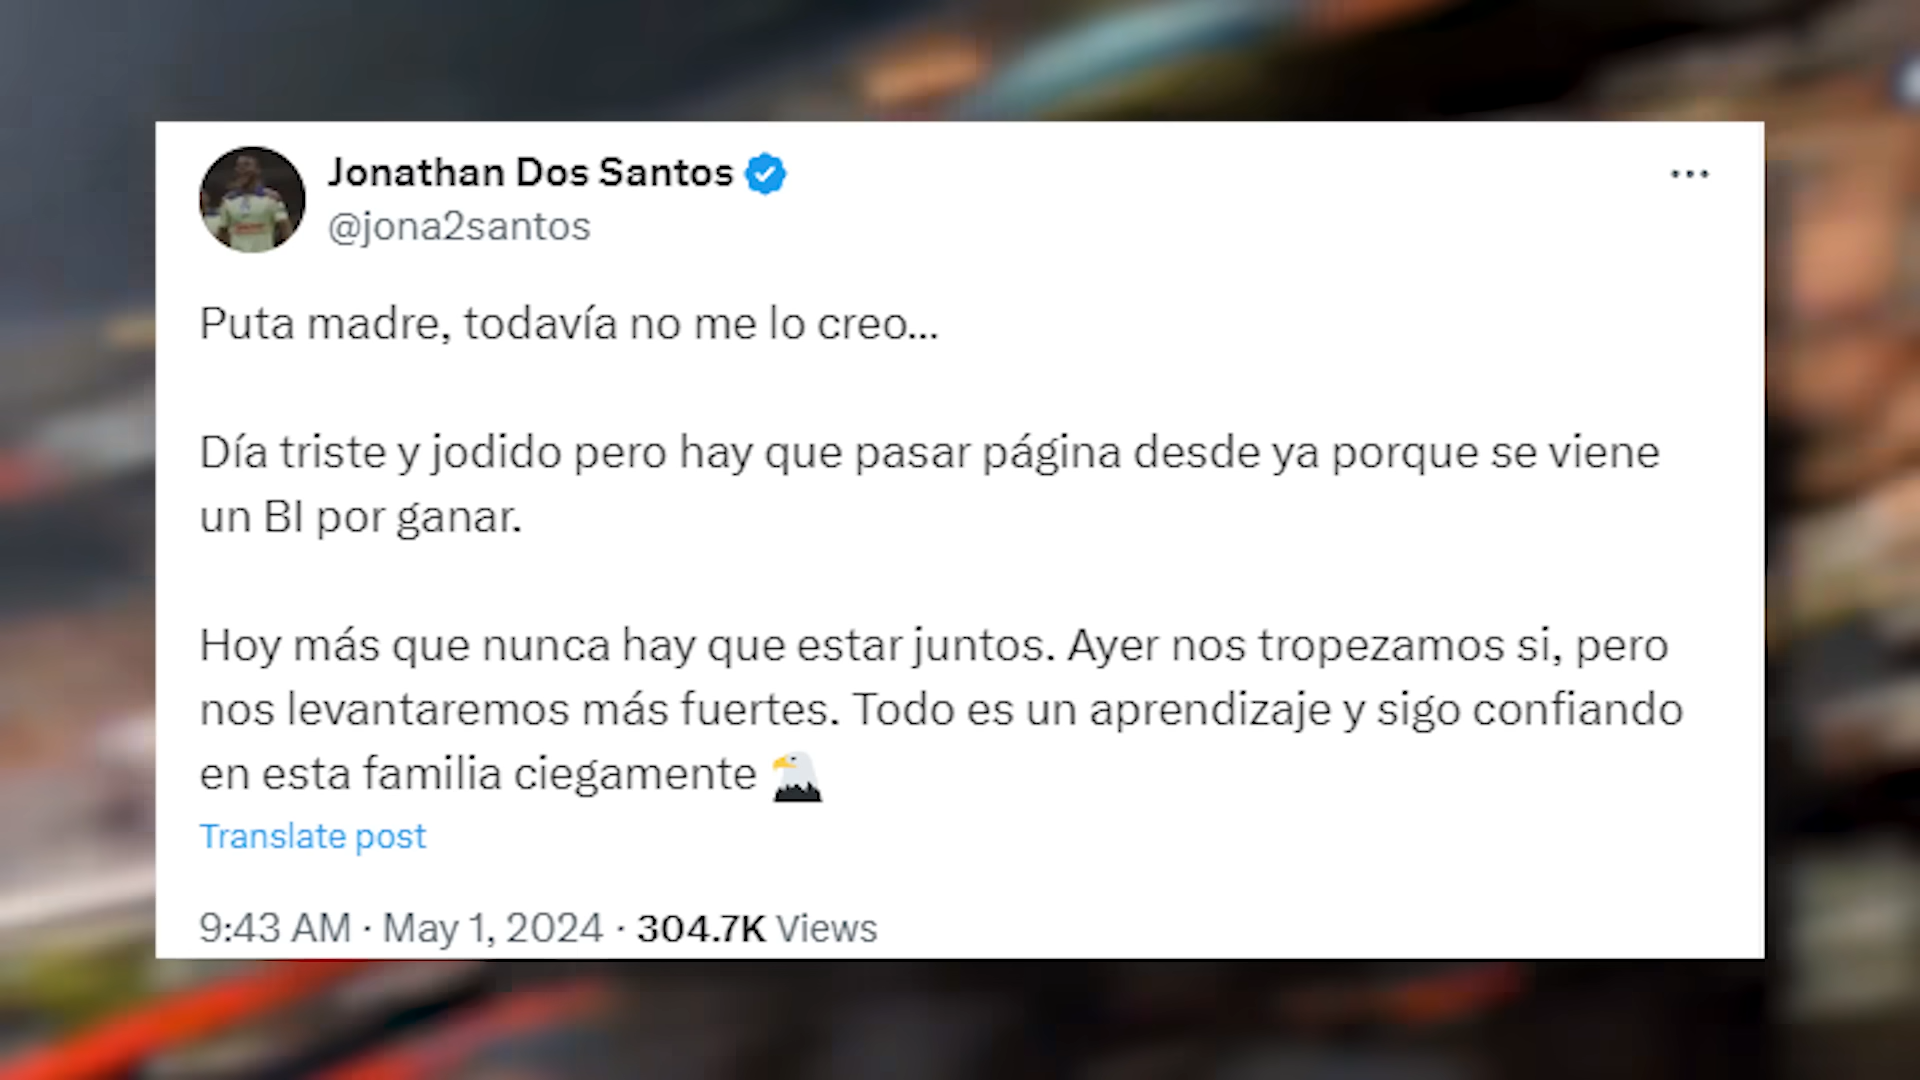 Jonathan Dos Santos
@jona2santos
Puta madre, todavía no me lo creo...
Día triste y jodido pero hay que pasar página desde ya porque se viene
un BI por ganar.
Hoy más que nunca hay que estar juntos. Ayer nos tropezamos si, pero
nos levantaremos más fuertes. Todo es un aprendizaje y sigo confiando
en esta familia ciegamente 🦅
Translate post
9:43 AM · May 1, 2024 · 304.7K Views